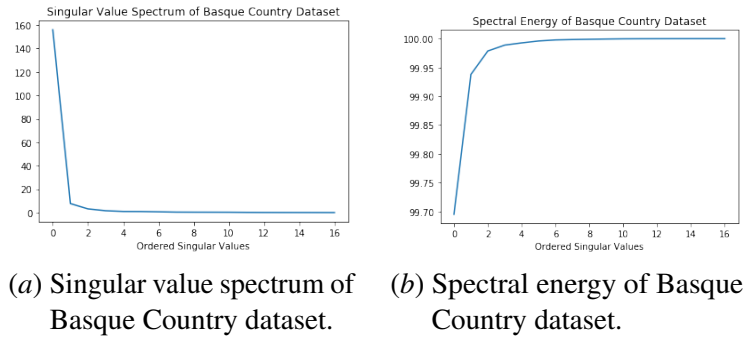 Singular Value Spectrum of Basque Country Dataset
160
140
120
100
80
60
40
20
0
0 2 4 6 8 10 12 14 16
Ordered Singular Values
(a) Singular value spectrum of
Basque Country dataset.
Spectral Energy of Basque Country Dataset
100.00
99.95
99.90
99.85
99.80
99.75
99.70
0 2 4 6 8 10 12 14 16
Ordered Singular Values
(b) Spectral energy of Basque
Country dataset.